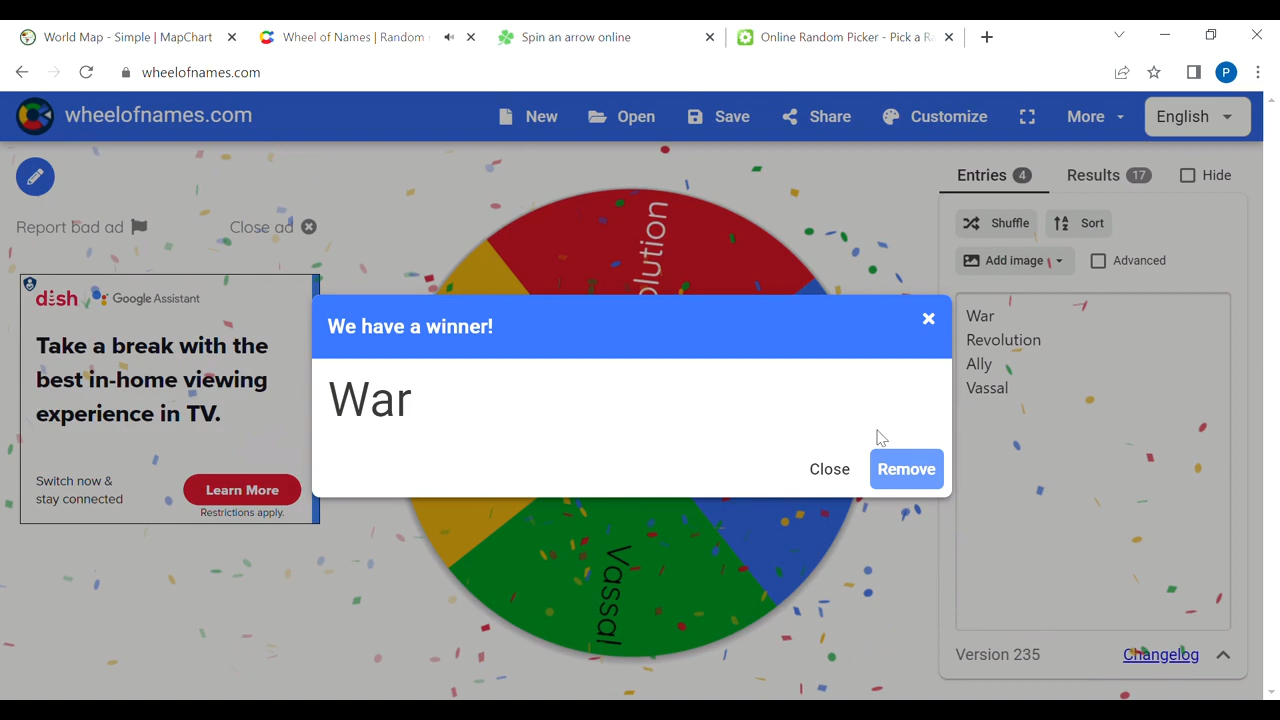 World Map - Simple | MapChart
Wheel of Names | Random
Spin an arrow online
Online Random Picker - Pick a Ra
wheelofnames.com
P
wheelofnames.com
New
Open
Save
Share
Customize
More
English
Entries 4
Results 17
Hide
Report bad ad
Close ad
Shuffle
Sort
Add image
Advanced
dish Google Assistant
Take a break with the
best in-home viewing
experience in TV.
Switch now &
stay connected
Learn More
Restrictions apply.
olution
We have a winner!
War
Close
Remove
Vassal
War
Revolution
Ally
Vassal
Version 235
Changelog